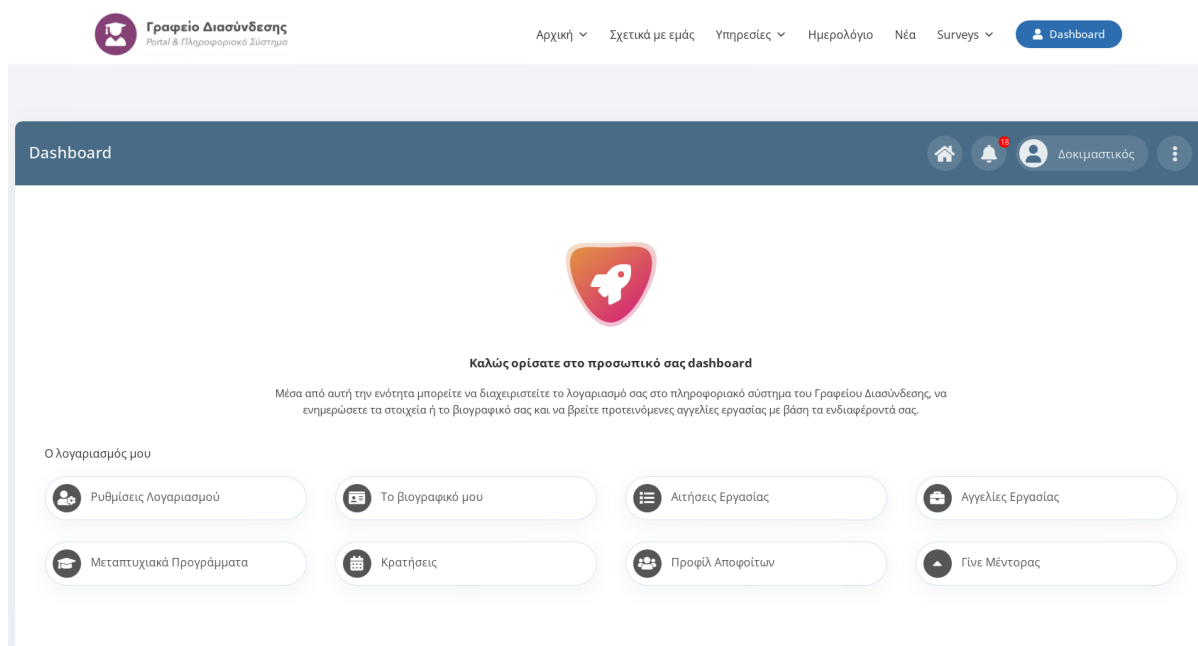 Γραφείο Διασύνδεσης
Portal & Πληροφοριακό Σύστημα
Αρχική
Σχετικά με εμάς
Υπηρεσίες
Ημερολόγιο
Νέα
Surveys
Dashboard
Dashboard
18
Δοκιμαστικός
Καλώς ορίσατε στο προσωπικό σας dashboard
Μέσα από αυτή την ενότητα μπορείτε να διαχειριστείτε το λογαριασμό σας στο πληροφοριακό σύστημα του Γραφείου Διασύνδεσης, να
ενημερώσετε τα στοιχεία ή το βιογραφικό σας και να βρείτε προτεινόμενες αγγελίες εργασίας με βάση τα ενδιαφέροντά σας.
Ο λογαριασμός μου
Ρυθμίσεις Λογαριασμού
Το βιογραφικό μου
Αιτήσεις Εργασίας
Αγγελίες Εργασίας
Μεταπτυχιακά Προγράμματα
Κρατήσεις
Προφίλ Αποφοίτων
Γίνε Μέντορας